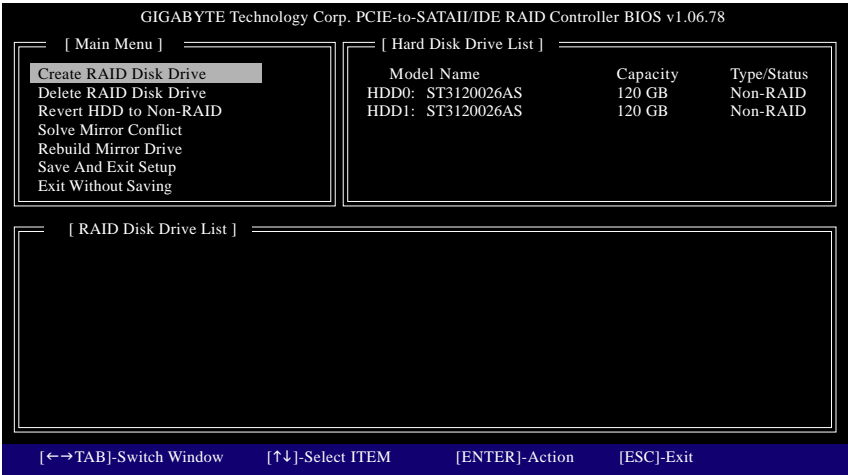 GIGABYTE Technology Corp. PCIE-to-SATAII/IDE RAID Controller BIOS v1.06.78
[ Main Menu ]
Create RAID Disk Drive
Delete RAID Disk Drive
Revert HDD to Non-RAID
Solve Mirror Conflict
Rebuild Mirror Drive
Save And Exit Setup
Exit Without Saving
[ Hard Disk Drive List ]
Model Name Capacity Type/Status
HDD0: ST3120026AS 120 GB Non-RAID
HDD1: ST3120026AS 120 GB Non-RAID
[ RAID Disk Drive List ]
[←→TAB]-Switch Window [↑↓]-Select ITEM [ENTER]-Action [ESC]-Exit